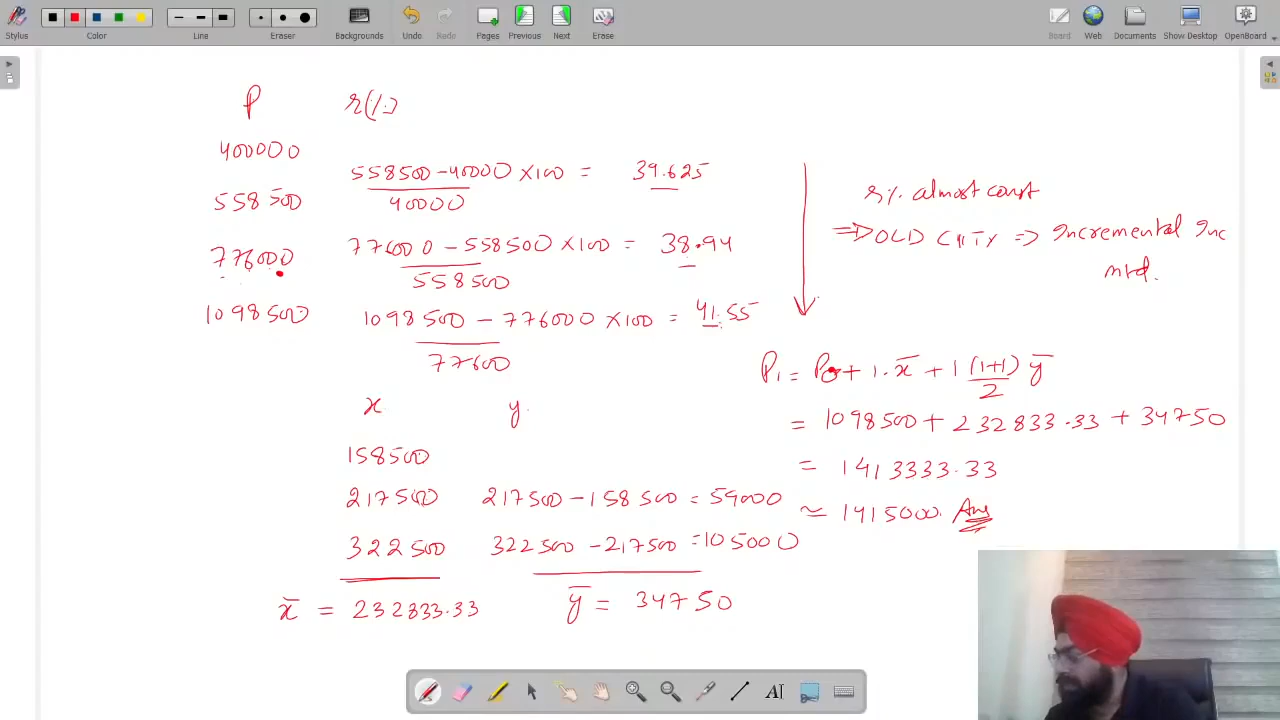 Stylus Color Line Eraser Backgrounds Undo Redo Pages Previous Next Erase Board Web Documents Show Desktop OpenBoard
P r(%)
400000
558500 - 40000 × 100 = 39.625
40000
558500
776000
776000 - 558500 × 100 = 38.94
558500
1098500
1098500 - 776000 × 100 = 41.55
77600
r% almost const
⇒ OLD CITY ⇒ Incremental Inc
mtd.
x y
158500
217500 217500 - 158500 = 59000
322500 322500 - 217500 = 105000
x̄ = 232833.33 ȳ = 34750
P1 = P0 + 1.x̄ + 1(1+1)/2 ȳ
= 1098500 + 232833.33 + 34750
= 1413333.33
≈ 1415000. Ans